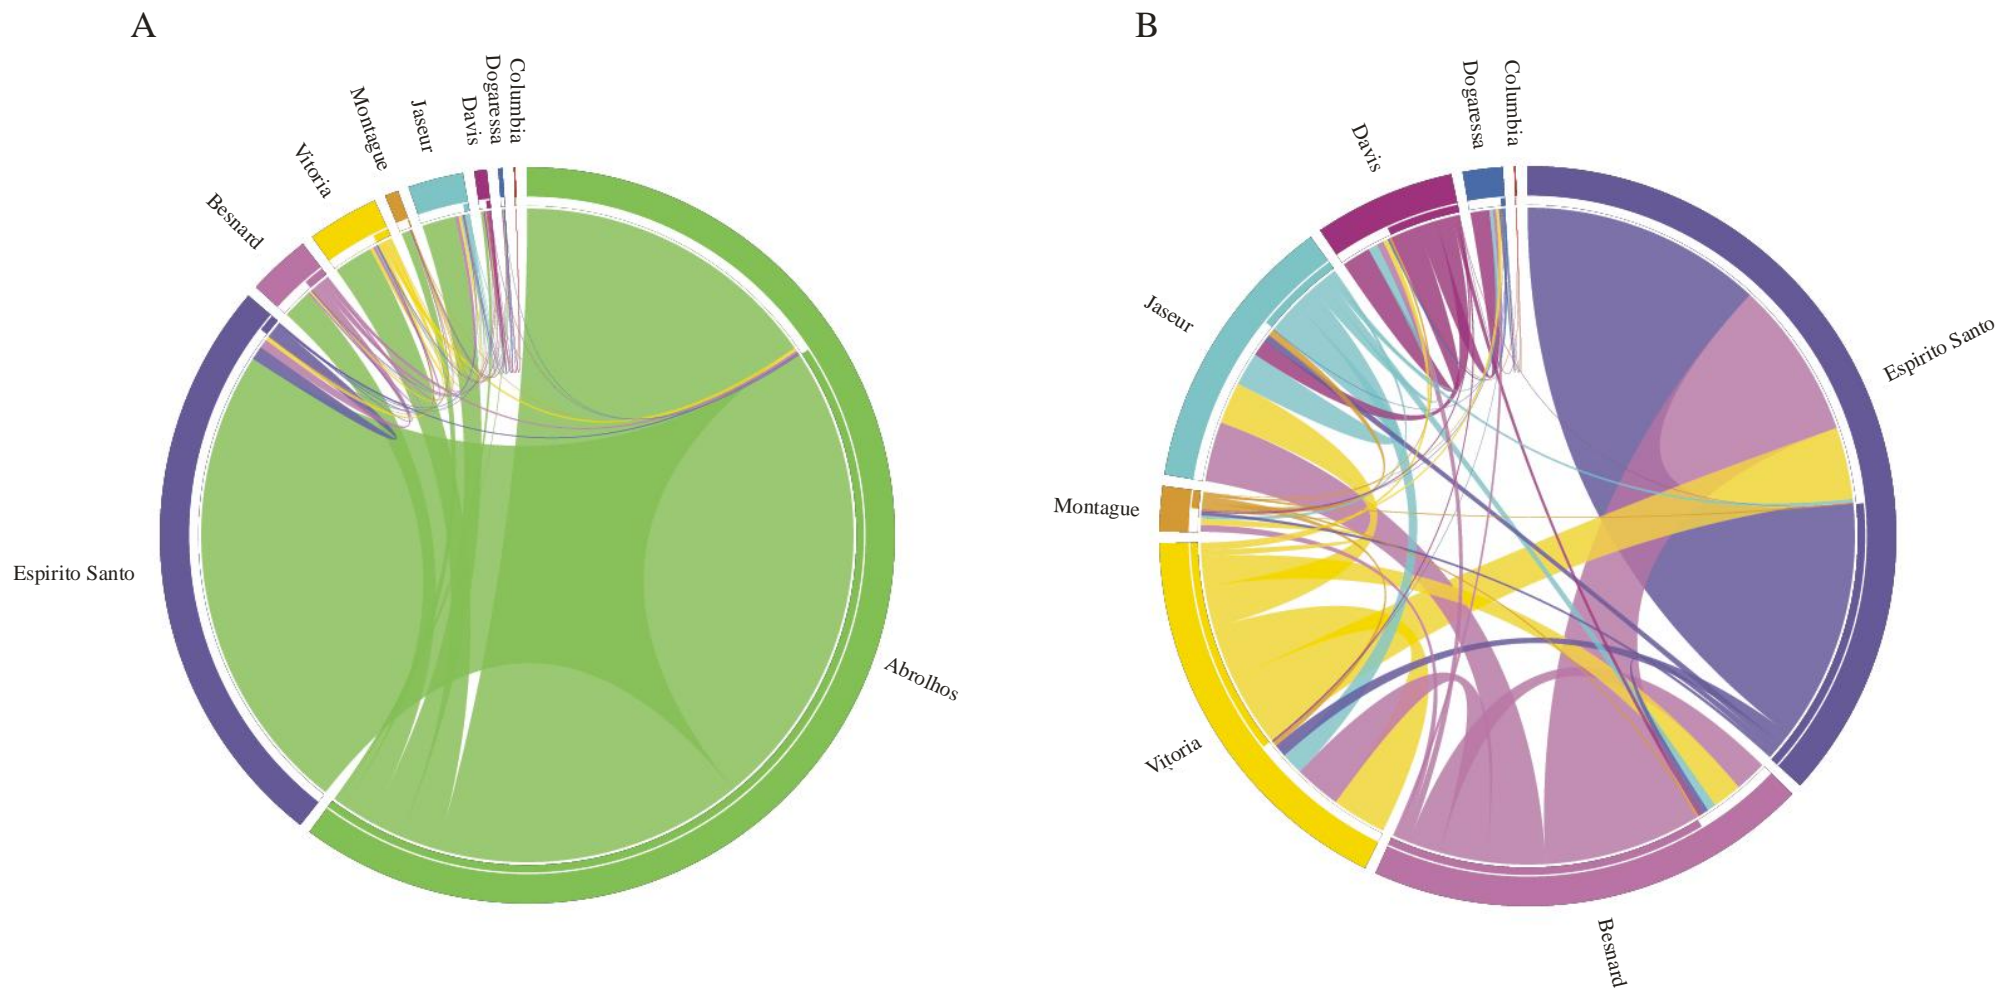 A
Columbia
Dogaressa
Davis
Jaseur
Montague
Vitoria
Besnard
Espirito Santo
Abrolhos
B
Columbia
Dogaressa
Davis
Jaseur
Montague
Vitoria
Besnard
Espirito Santo